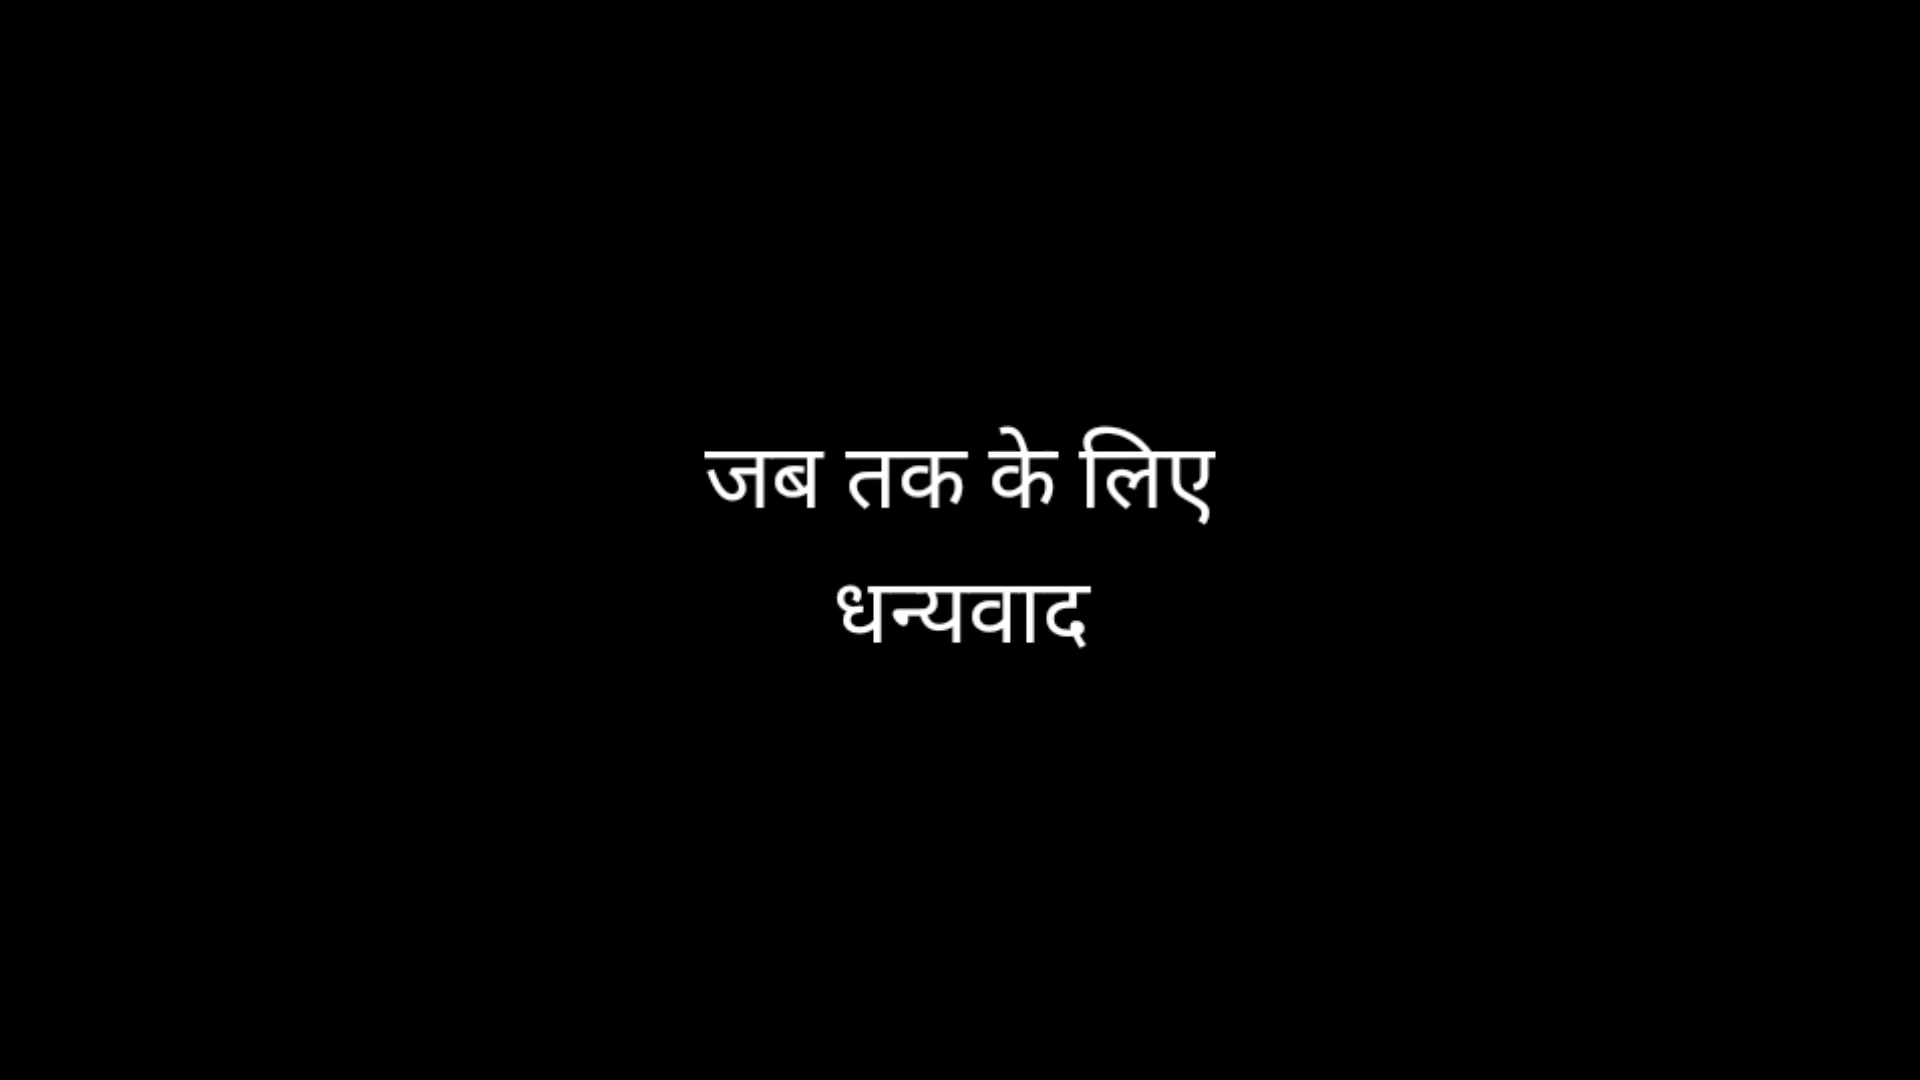 जब तक के लिए
धन्यवाद